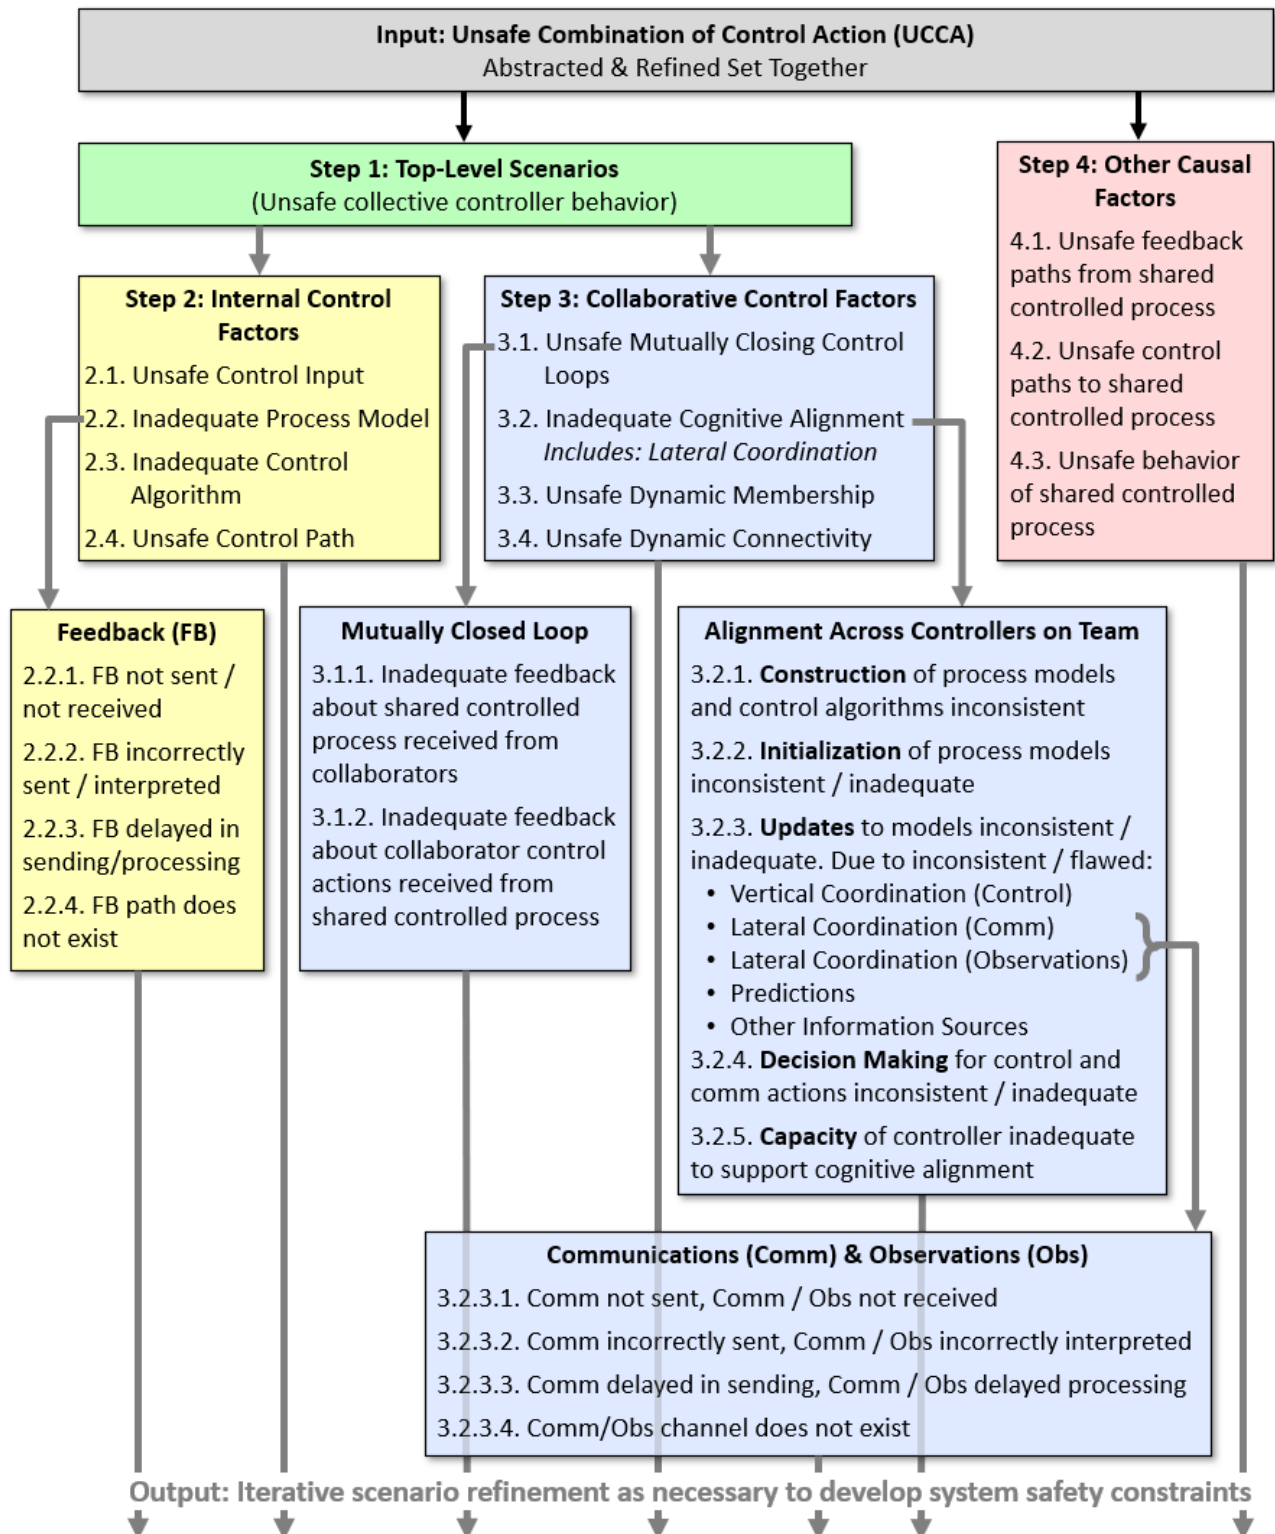 Input: Unsafe Combination of Control Action (UCCA)
Abstracted & Refined Set Together
Step 1: Top-Level Scenarios
(Unsafe collective controller behavior)
Step 2: Internal Control
Factors
2.1. Unsafe Control Input
2.2. Inadequate Process Model
2.3. Inadequate Control
Algorithm
2.4. Unsafe Control Path
Step 3: Collaborative Control Factors
3.1. Unsafe Mutually Closing Control
Loops
3.2. Inadequate Cognitive Alignment
Includes: Lateral Coordination
3.3. Unsafe Dynamic Membership
3.4. Unsafe Dynamic Connectivity
Step 4: Other Causal
Factors
4.1. Unsafe feedback
paths from shared
controlled process
4.2. Unsafe control
paths to shared
controlled process
4.3. Unsafe behavior
of shared controlled
process
Feedback (FB)
2.2.1. FB not sent /
not received
2.2.2. FB incorrectly
sent / interpreted
2.2.3. FB delayed in
sending/processing
2.2.4. FB path does
not exist
Mutually Closed Loop
3.1.1. Inadequate feedback
about shared controlled
process received from
collaborators
3.1.2. Inadequate feedback
about collaborator control
actions received from
shared controlled process
Alignment Across Controllers on Team
3.2.1. Construction of process models
and control algorithms inconsistent
3.2.2. Initialization of process models
inconsistent / inadequate
3.2.3. Updates to models inconsistent /
inadequate. Due to inconsistent / flawed:
• Vertical Coordination (Control)
• Lateral Coordination (Comm)
• Lateral Coordination (Observations)
• Predictions
• Other Information Sources
3.2.4. Decision Making for control and
comm actions inconsistent / inadequate
3.2.5. Capacity of controller inadequate
to support cognitive alignment
Communications (Comm) & Observations (Obs)
3.2.3.1. Comm not sent, Comm / Obs not received
3.2.3.2. Comm incorrectly sent, Comm / Obs incorrectly interpreted
3.2.3.3. Comm delayed in sending, Comm / Obs delayed processing
3.2.3.4. Comm/Obs channel does not exist
Output: Iterative scenario refinement as necessary to develop system safety constraints